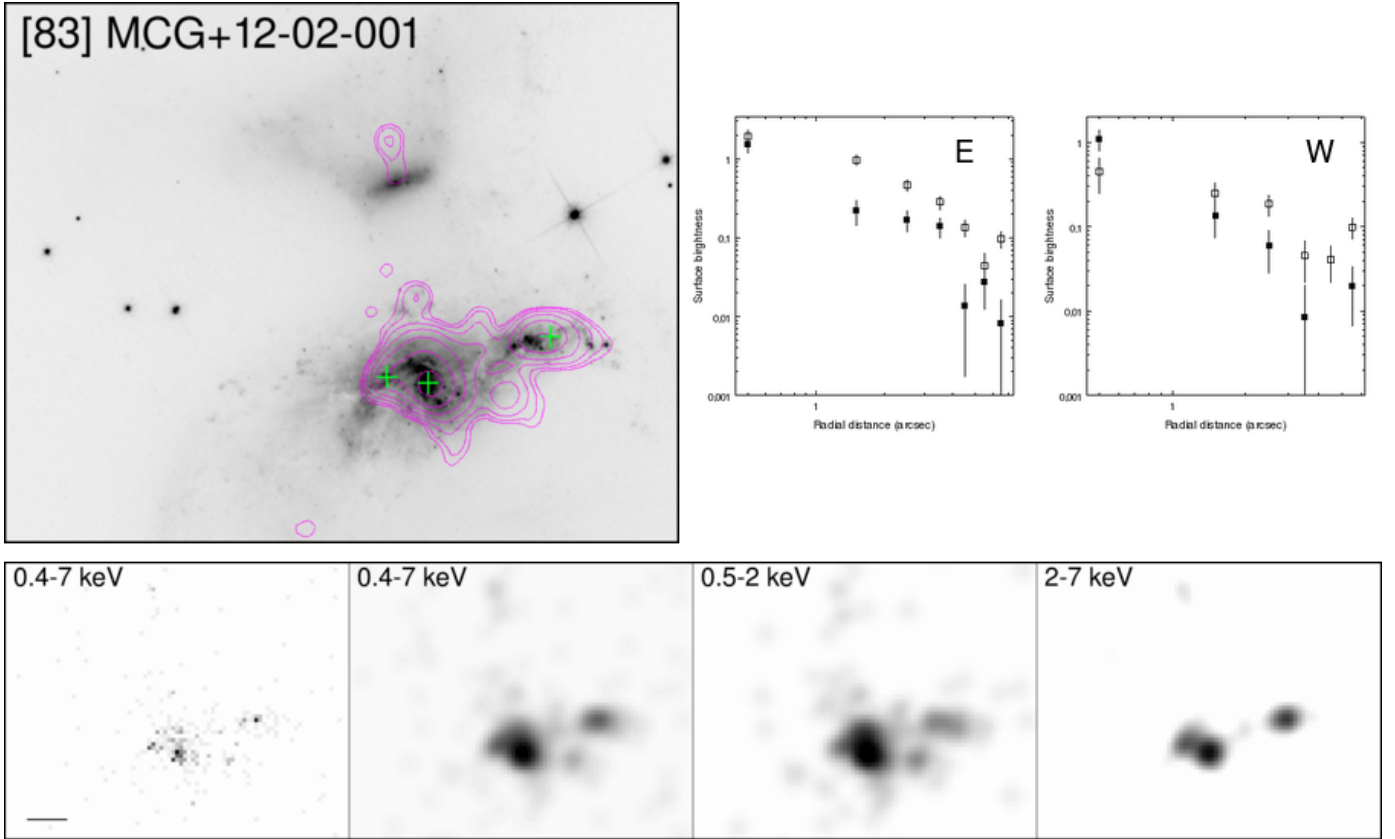 [83] MCG+12-02-001
E
Surface birghtness
1
0,1
0,01
0,001
1
Radial distance (arcsec)
W
Surface birghtness
1
0,1
0,01
0,001
1
Radial distance (arcsec)
0.4-7 keV
0.4-7 keV
0.5-2 keV
2-7 keV